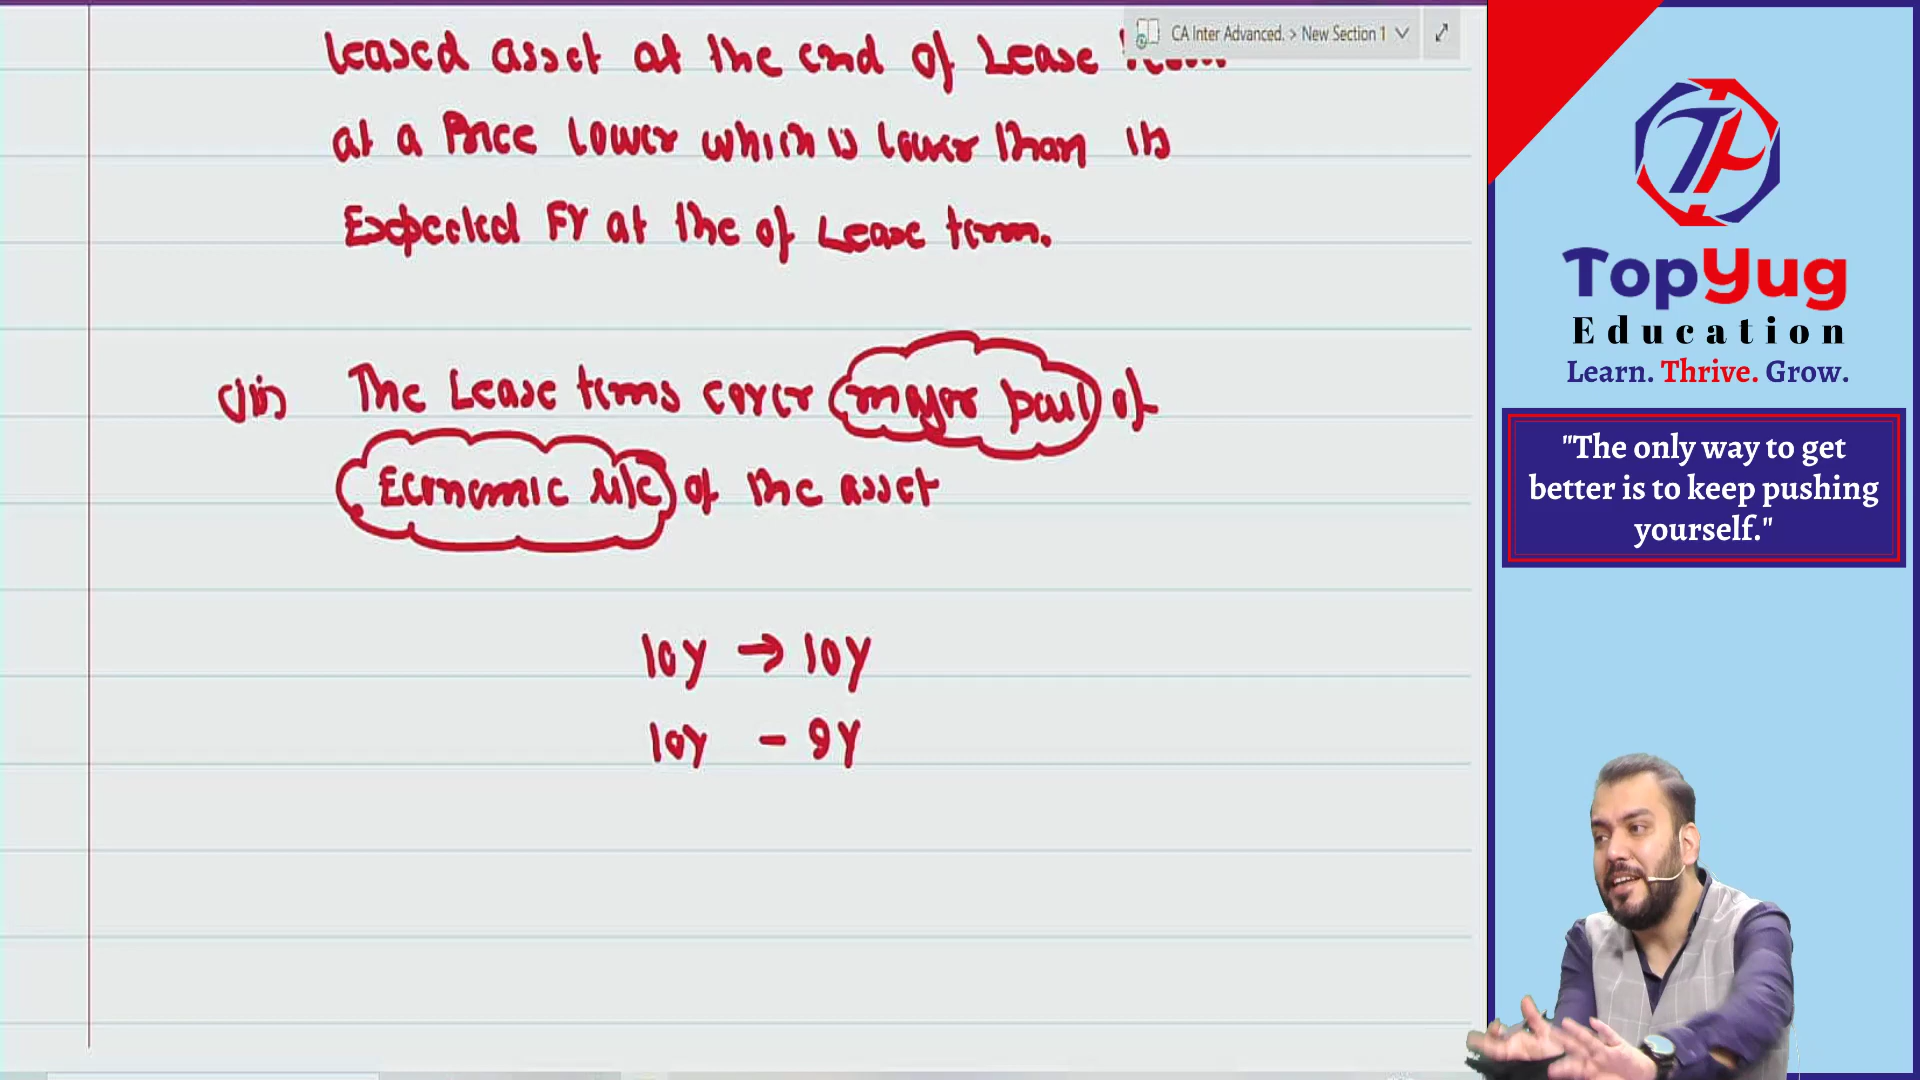 CA Inter Advanced. > New Section 1
leased asset at the end of Lease
at a Price lower which is lower than its
Expected FV at the of Lease term.
(iii) The Lease terms cover major part of
Economic life of the asset
10y → 10y
10y - 9y
TopYug
Education
Learn. Thrive. Grow.
"The only way to get
better is to keep pushing
yourself."